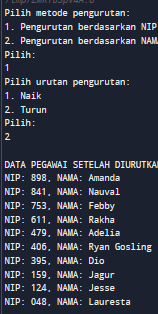 Pilih metode pengurutan:
1. Pengurutan berdasarkan NIP
2. Pengurutan berdasarkan NAM
Pilih:
1
Pilih urutan pengurutan:
1. Naik
2. Turun
Pilih:
2
DATA PEGAWAI SETELAH DIURUTKAN
NIP: 898, NAMA: Amanda
NIP: 841, NAMA: Nauval
NIP: 753, NAMA: Febby
NIP: 611, NAMA: Rakha
NIP: 479, NAMA: Adelia
NIP: 406, NAMA: Ryan Gosling
NIP: 395, NAMA: Dio
NIP: 159, NAMA: Jagur
NIP: 124, NAMA: Jesse
NIP: 048, NAMA: Lauresta